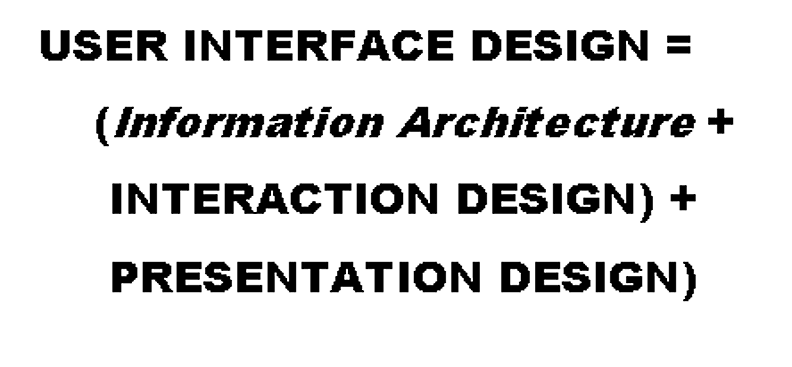 USER INTERFACE DESIGN =
(Information Architecture +
INTERACTION DESIGN) +
PRESENTATION DESIGN)